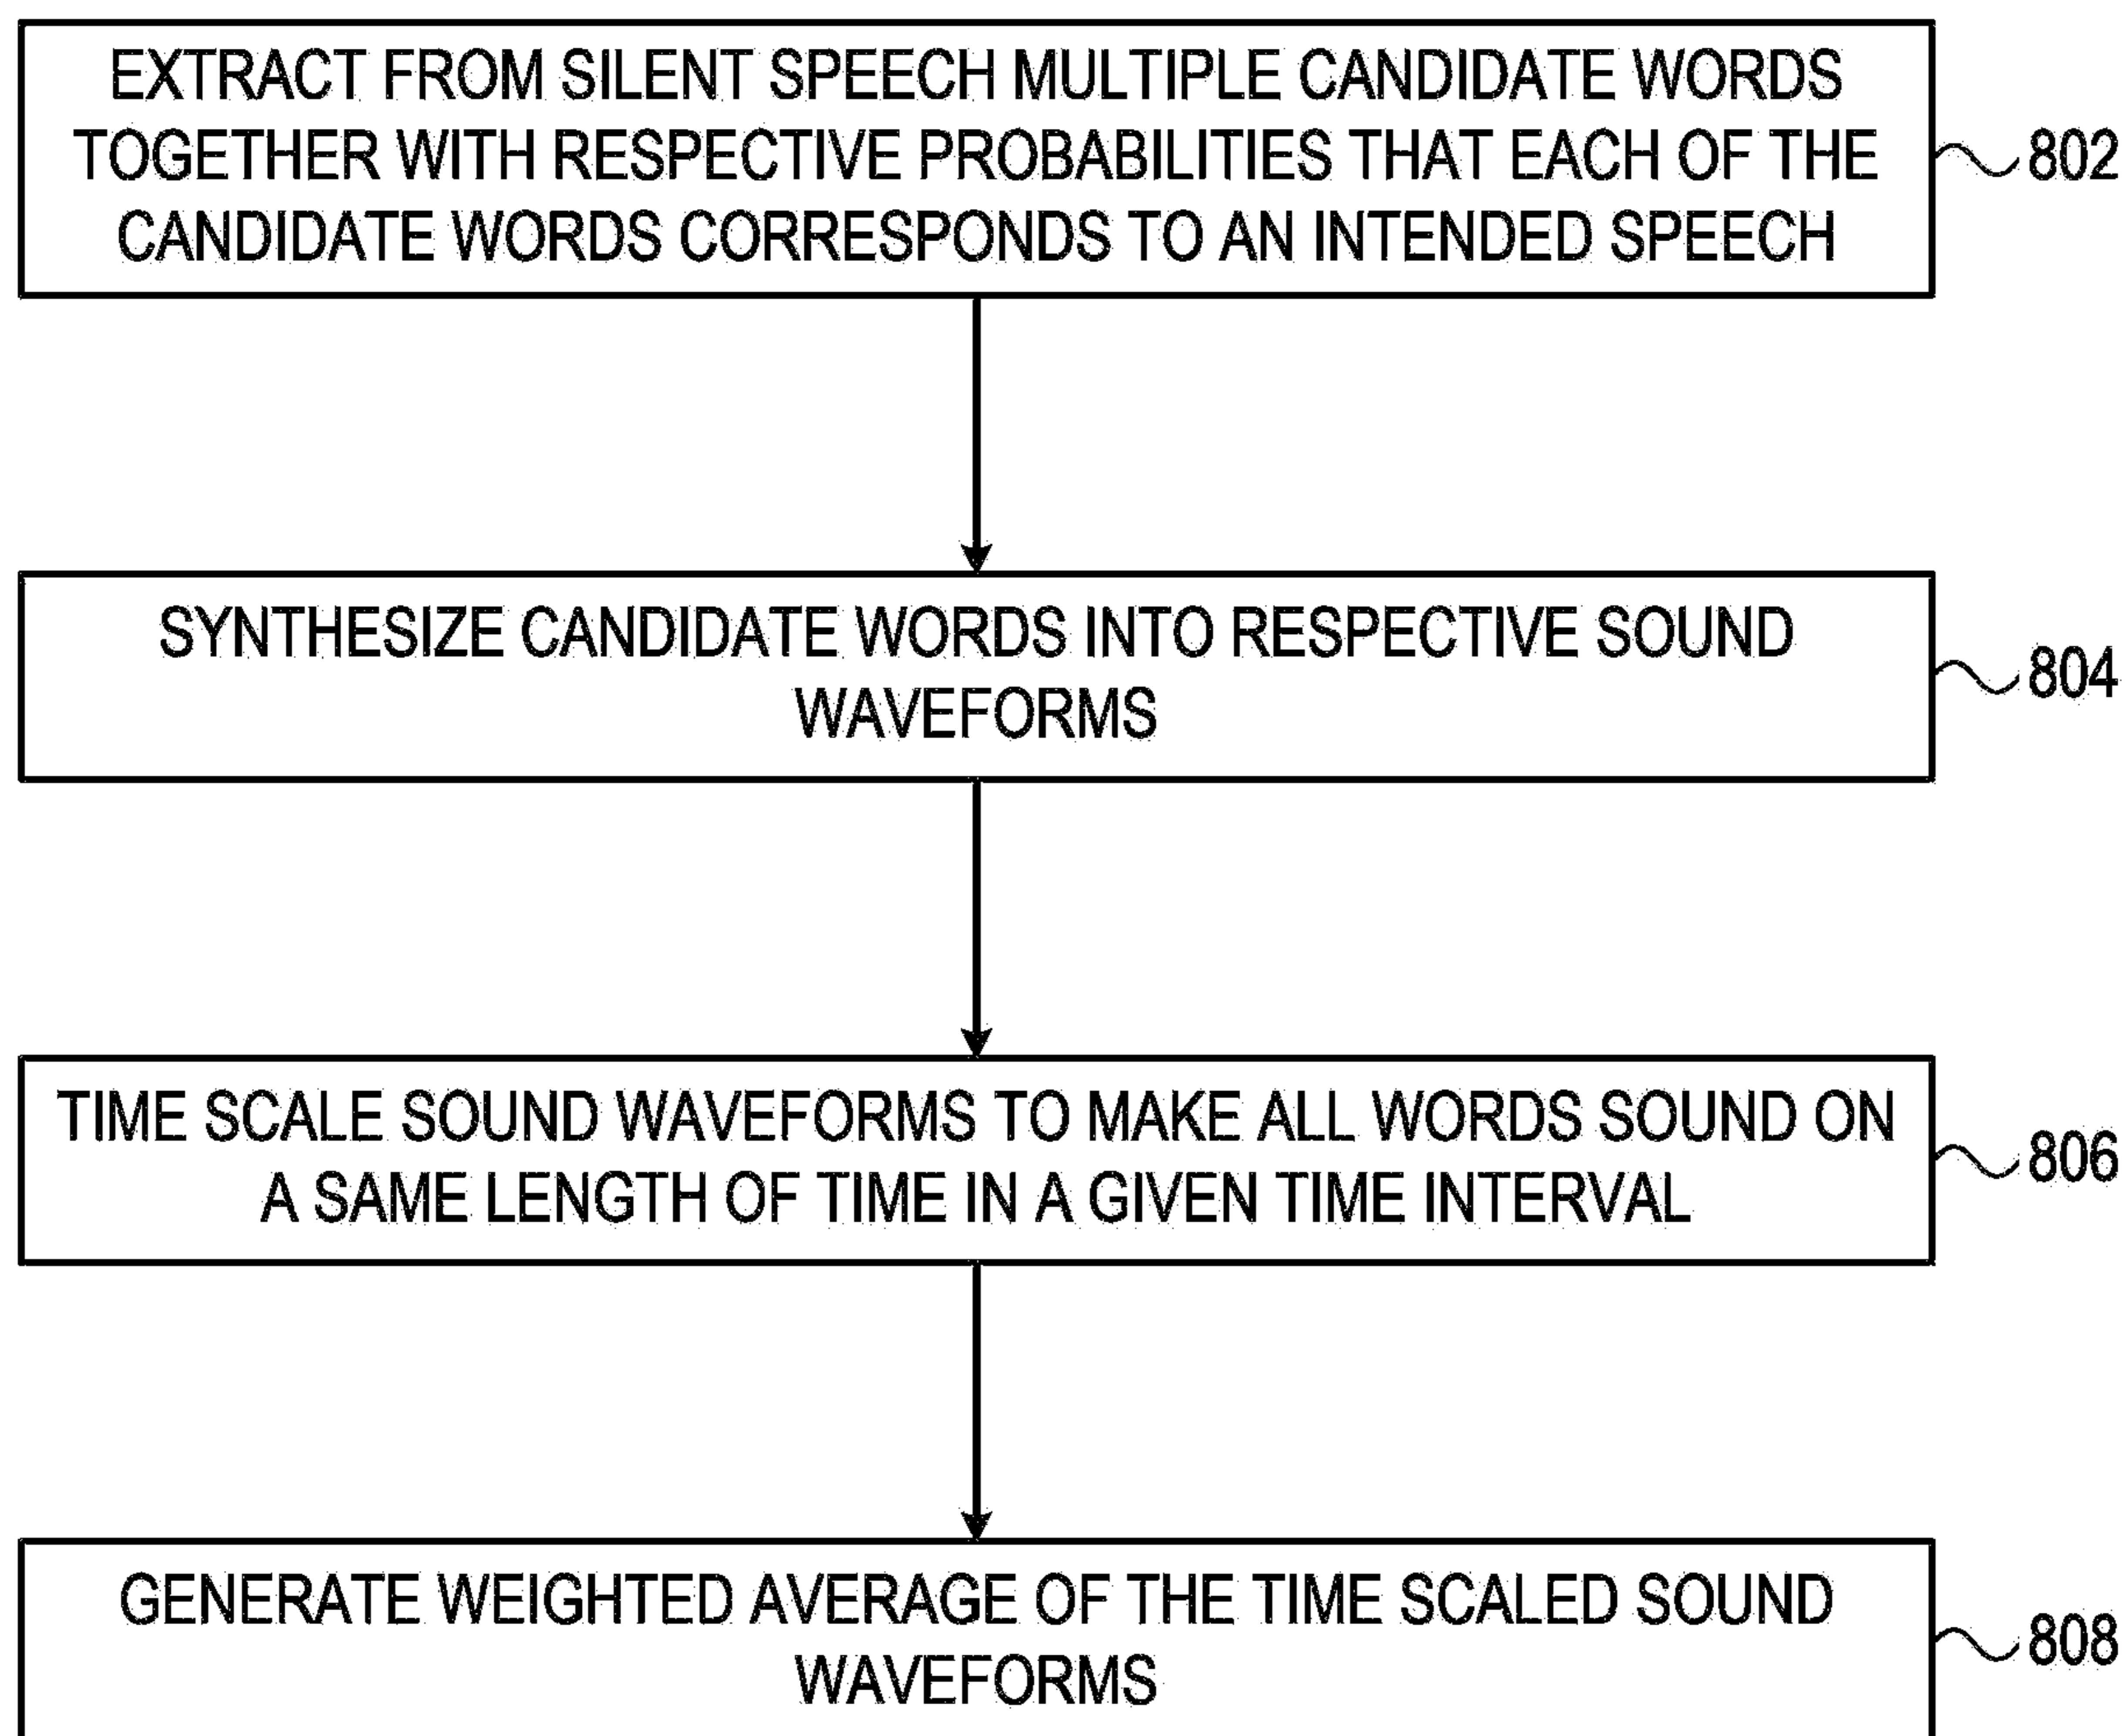 EXTRACT FROM SILENT SPEECH MULTIPLE CANDIDATE WORDS
TOGETHER WITH RESPECTIVE PROBABILITIES THAT EACH OF THE
CANDIDATE WORDS CORRESPONDS TO AN INTENDED SPEECH
802
SYNTHESIZE CANDIDATE WORDS INTO RESPECTIVE SOUND
WAVEFORMS
804
TIME SCALE SOUND WAVEFORMS TO MAKE ALL WORDS SOUND ON
A SAME LENGTH OF TIME IN A GIVEN TIME INTERVAL
806
GENERATE WEIGHTED AVERAGE OF THE TIME SCALED SOUND
WAVEFORMS
808